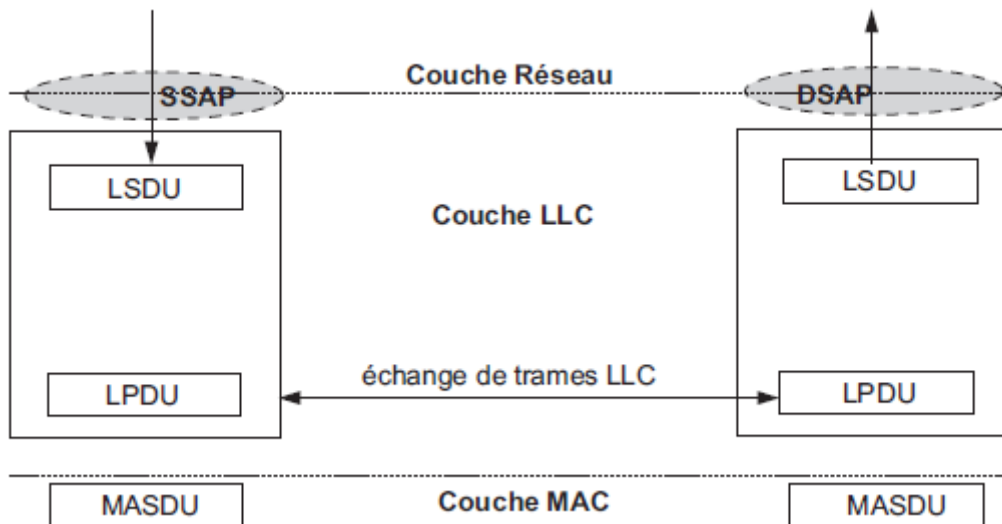 Couche Réseau
SSAP
DSAP
LSDU
LSDU
Couche LLC
échange de trames LLC
LPDU
LPDU
MASDU
Couche MAC
MASDU